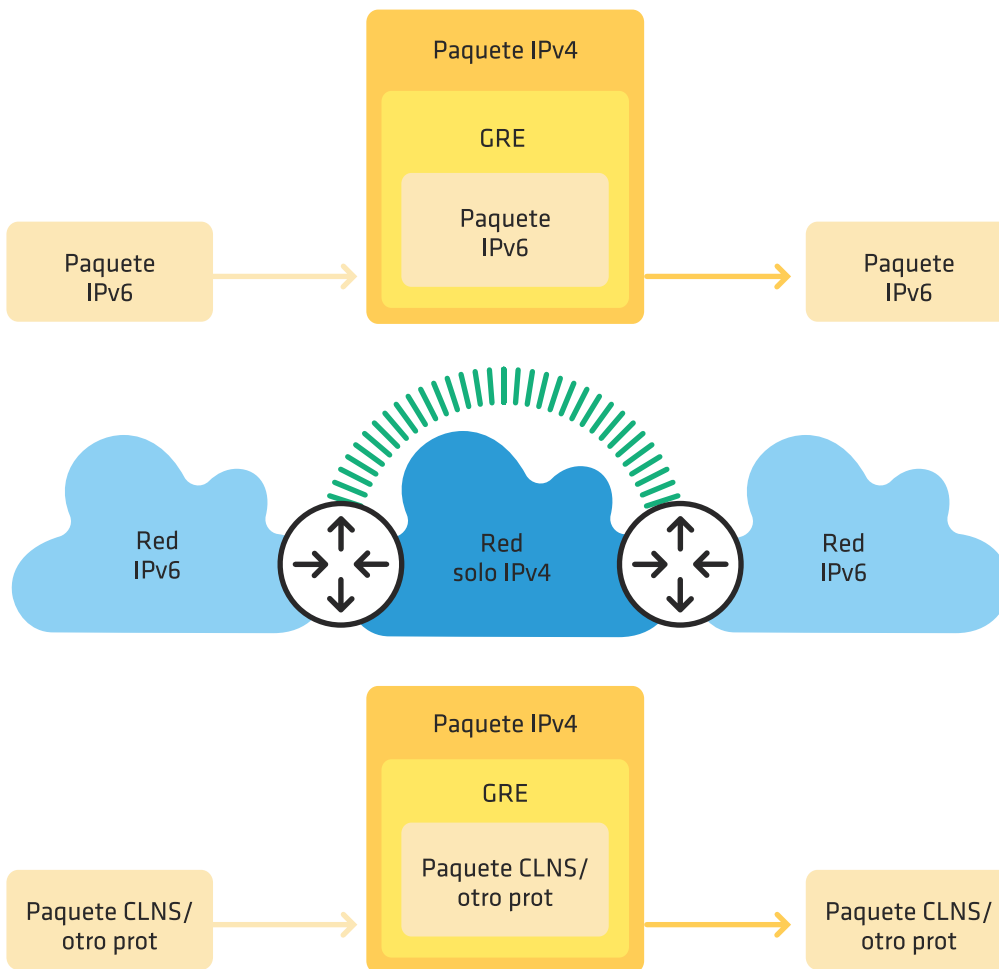 Paquete IPv4
GRE
Paquete
IPv6
Paquete
IPv6
Paquete
IPv6
Red
IPv6
Red
solo IPv4
Red
IPv6
Paquete IPv4
GRE
Paquete CLNS/
otro prot
Paquete CLNS/
otro prot
Paquete CLNS/
otro prot